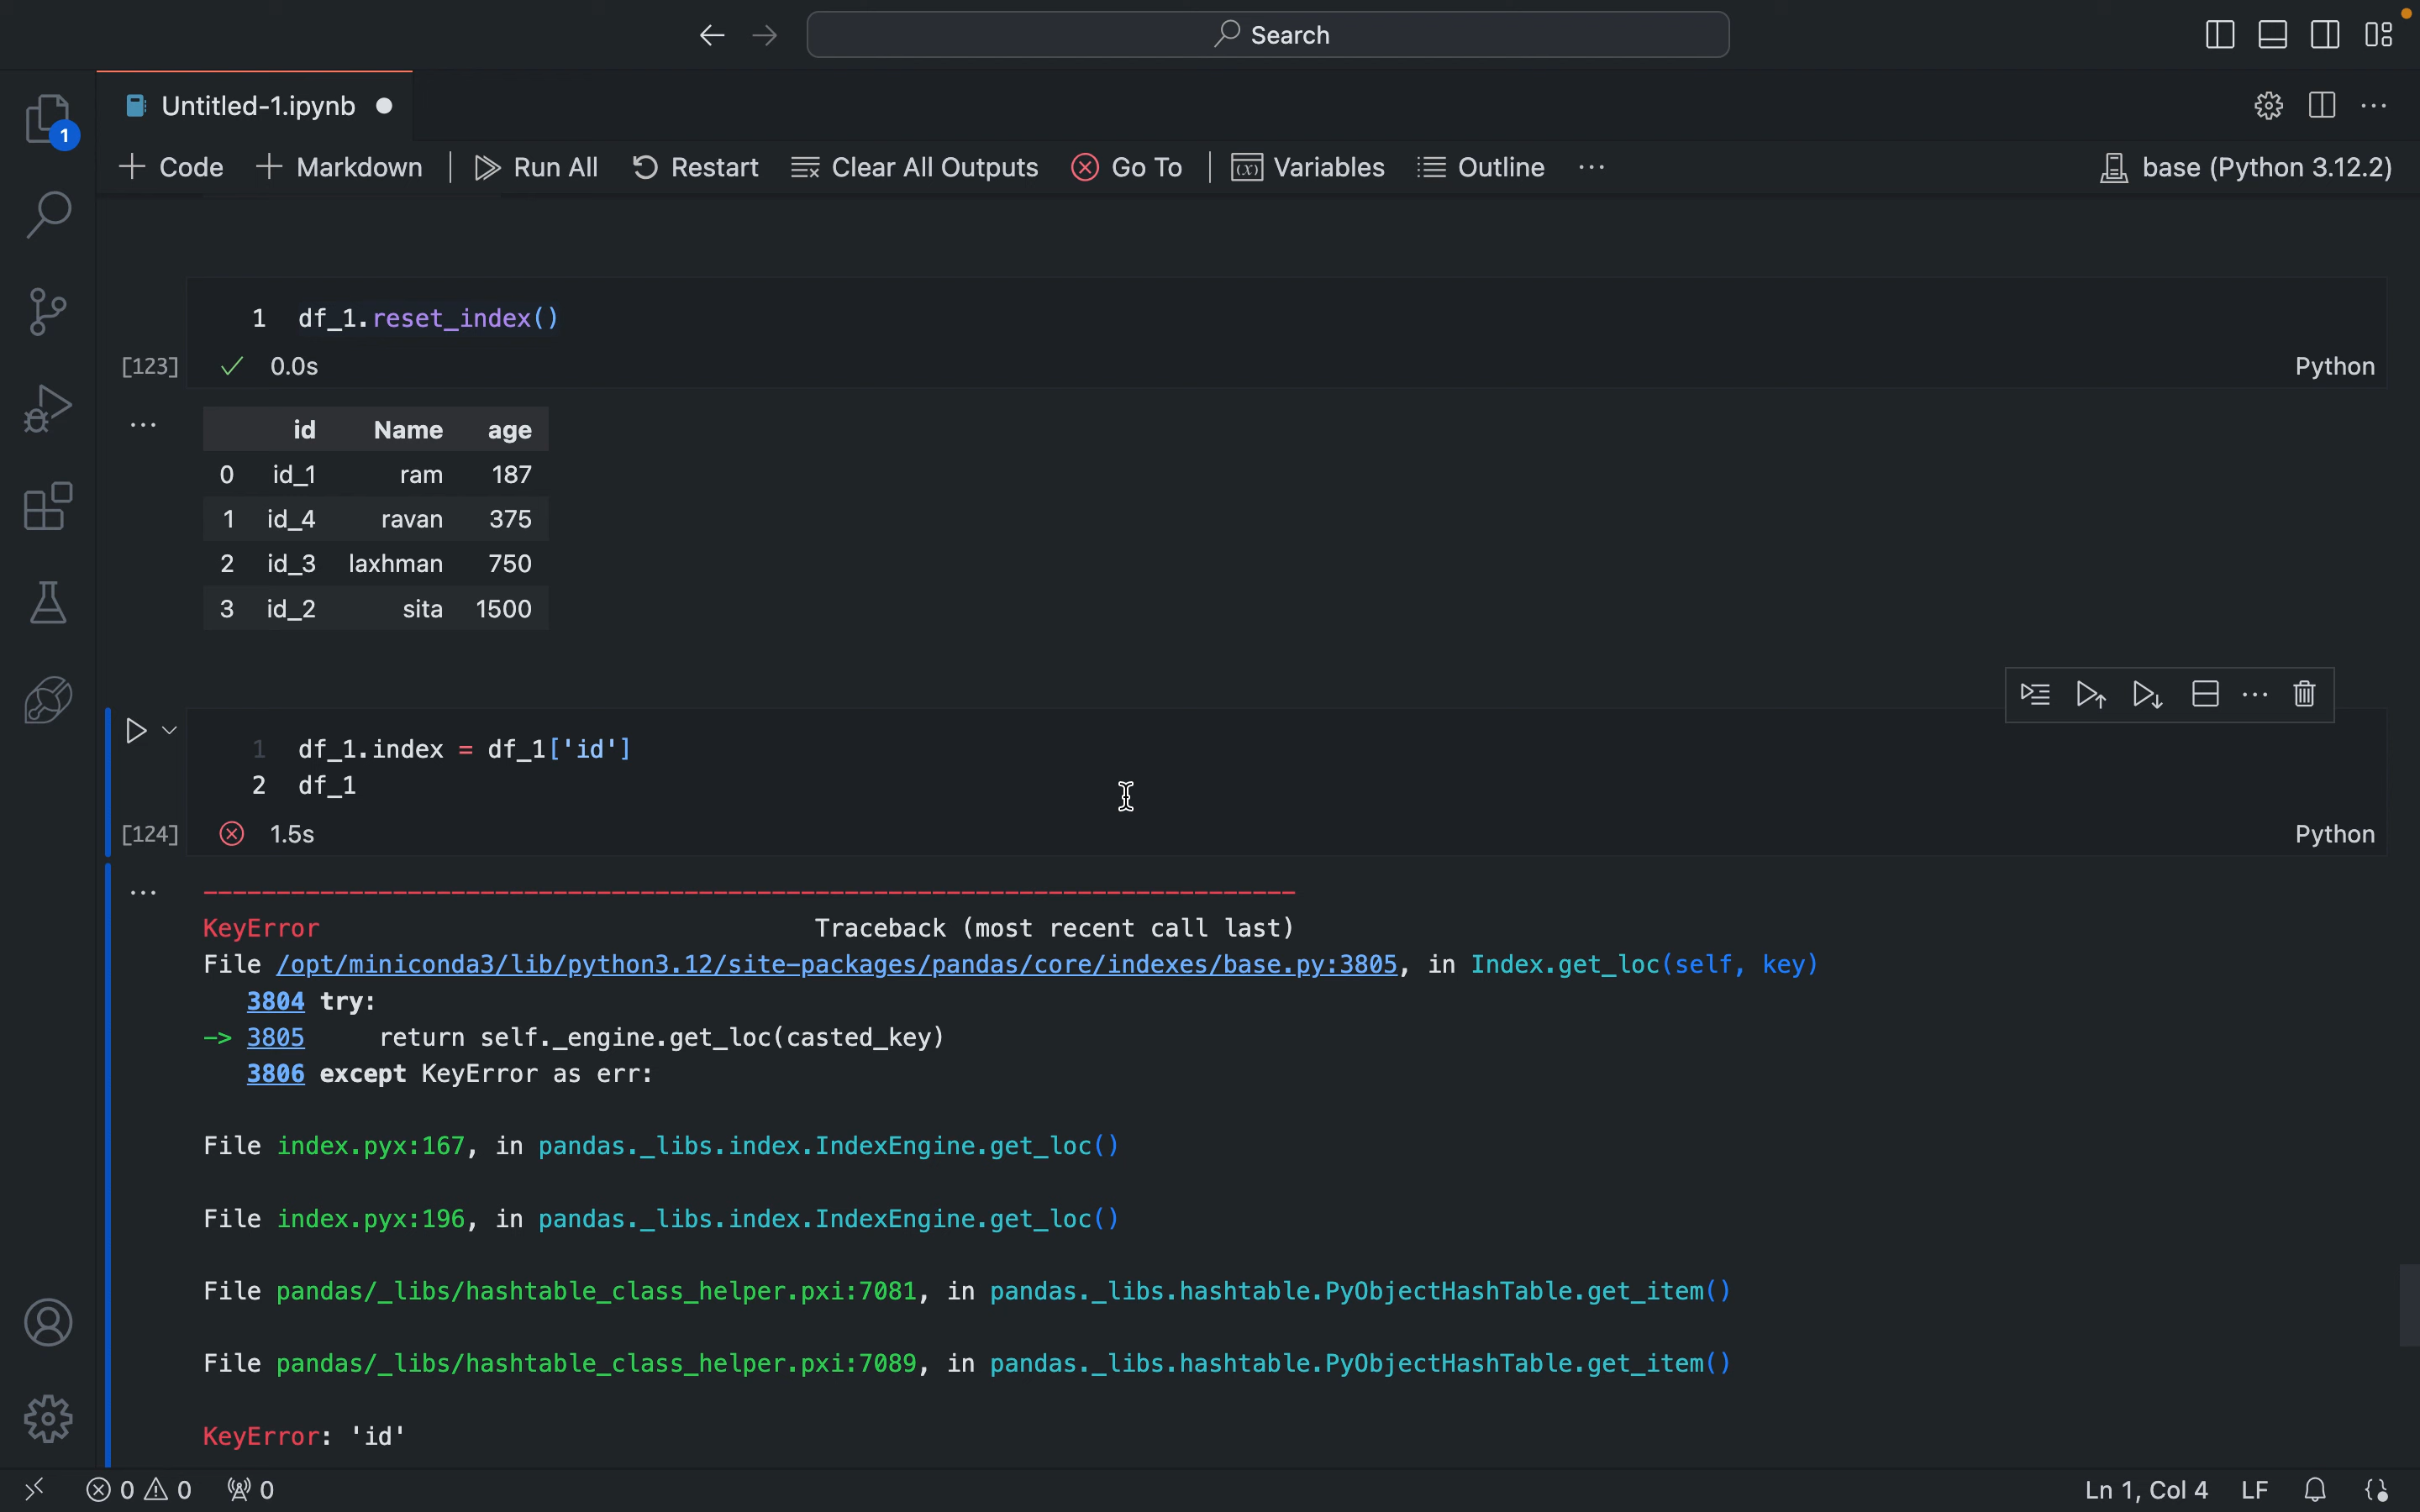 Search
Untitled-1.ipynb
1
Code Markdown Run All Restart Clear All Outputs Go To Variables Outline ... base (Python 3.12.2)
1 df_1.reset_index()
[123] 0.0s Python
id Name age
0 id_1 ram 187
1 id_4 ravan 375
2 id_3 laxhman 750
3 id_2 sita 1500
1 df_1.index = df_1['id']
2 df_1
[124] 1.5s Python
---------------------------------------------------------------------------
KeyError Traceback (most recent call last)
File /opt/miniconda3/lib/python3.12/site-packages/pandas/core/indexes/base.py:3805, in Index.get_loc(self, key)
3804 try:
-> 3805 return self._engine.get_loc(casted_key)
3806 except KeyError as err:
File index.pyx:167, in pandas._libs.index.IndexEngine.get_loc()
File index.pyx:196, in pandas._libs.index.IndexEngine.get_loc()
File pandas/_libs/hashtable_class_helper.pxi:7081, in pandas._libs.hashtable.PyObjectHashTable.get_item()
File pandas/_libs/hashtable_class_helper.pxi:7089, in pandas._libs.hashtable.PyObjectHashTable.get_item()
KeyError: 'id'
0 0 0 Ln 1, Col 4 LF